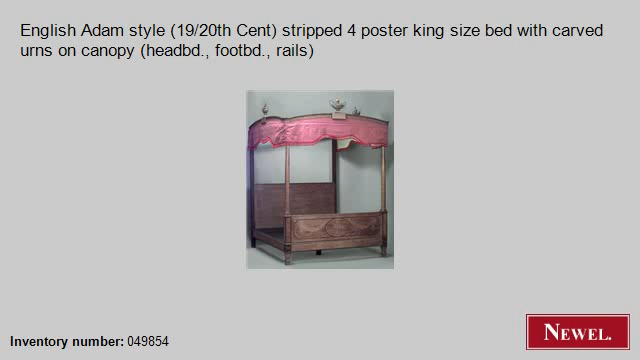 English Adam style (19/20th Cent) stripped 4 poster king size bed with carved
urns on canopy (headbd., footbd., rails)
Inventory number: 049854
NEWEL.